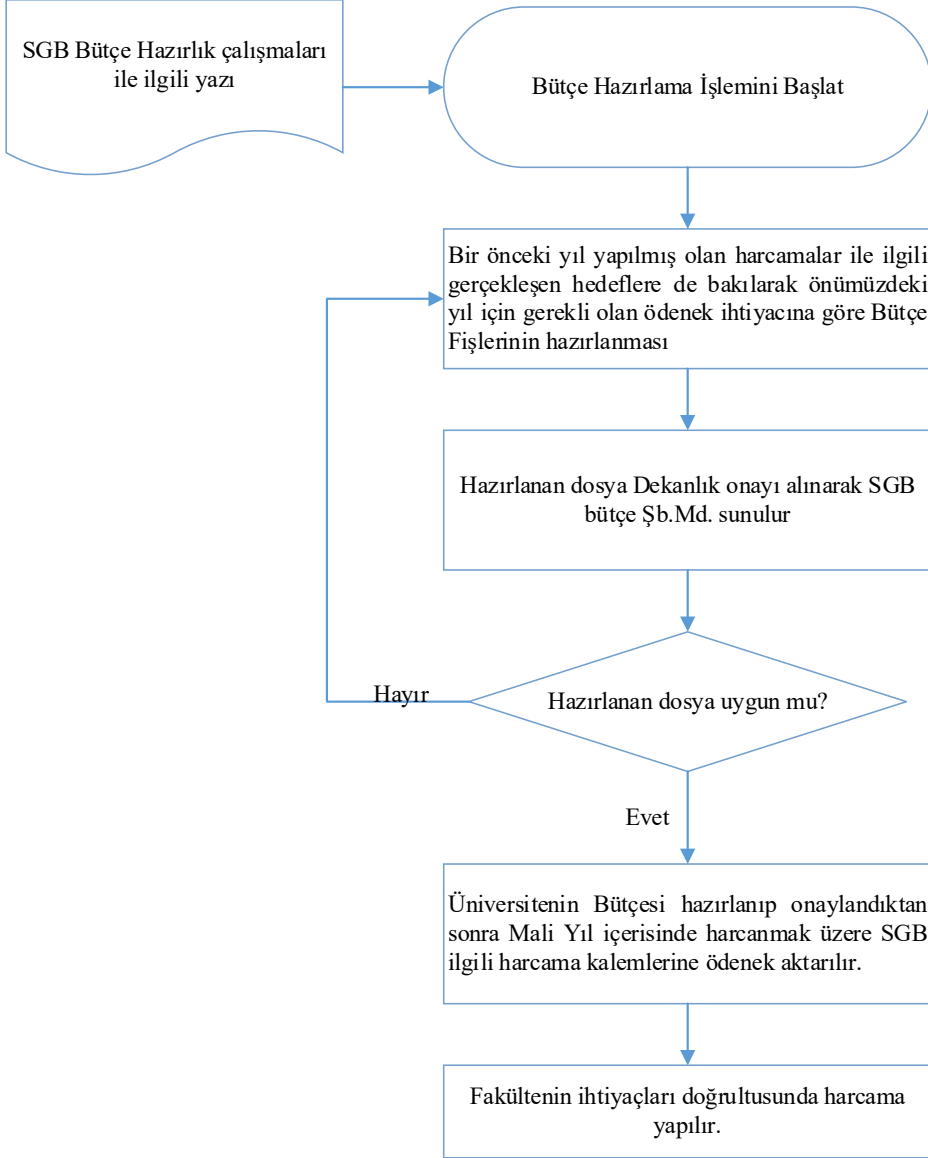 SGB Bütçe Hazırlık çalışmaları
ile ilgili yazı
Bütçe Hazırlama İşlemini Başlat
Bir önceki yıl yapılmış olan harcamalar ile ilgili
gerçekleşen hedeflere de bakılarak önümüzdeki
yıl için gerekli olan ödenek ihtiyacına göre Bütçe
Fişlerinin hazırlanması
Hazırlanan dosya Dekanlık onayı alınarak SGB
bütçe Şb.Md. sunulur
Hayır
Hazırlanan dosya uygun mu?
Evet
Üniversitenin Bütçesi hazırlanıp onaylandıktan
sonra Mali Yıl içerisinde harcanmak üzere SGB
ilgili harcama kalemlerine ödenek aktarılır.
Fakültenin ihtiyaçları doğrultusunda harcama
yapılır.